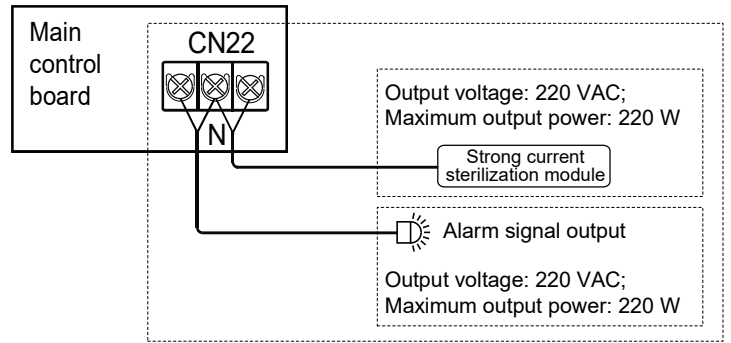 Main
control
board
CN22
N
Output voltage: 220 VAC;
Maximum output power: 220 W
Strong current
sterilization module
Alarm signal output
Output voltage: 220 VAC;
Maximum output power: 220 W